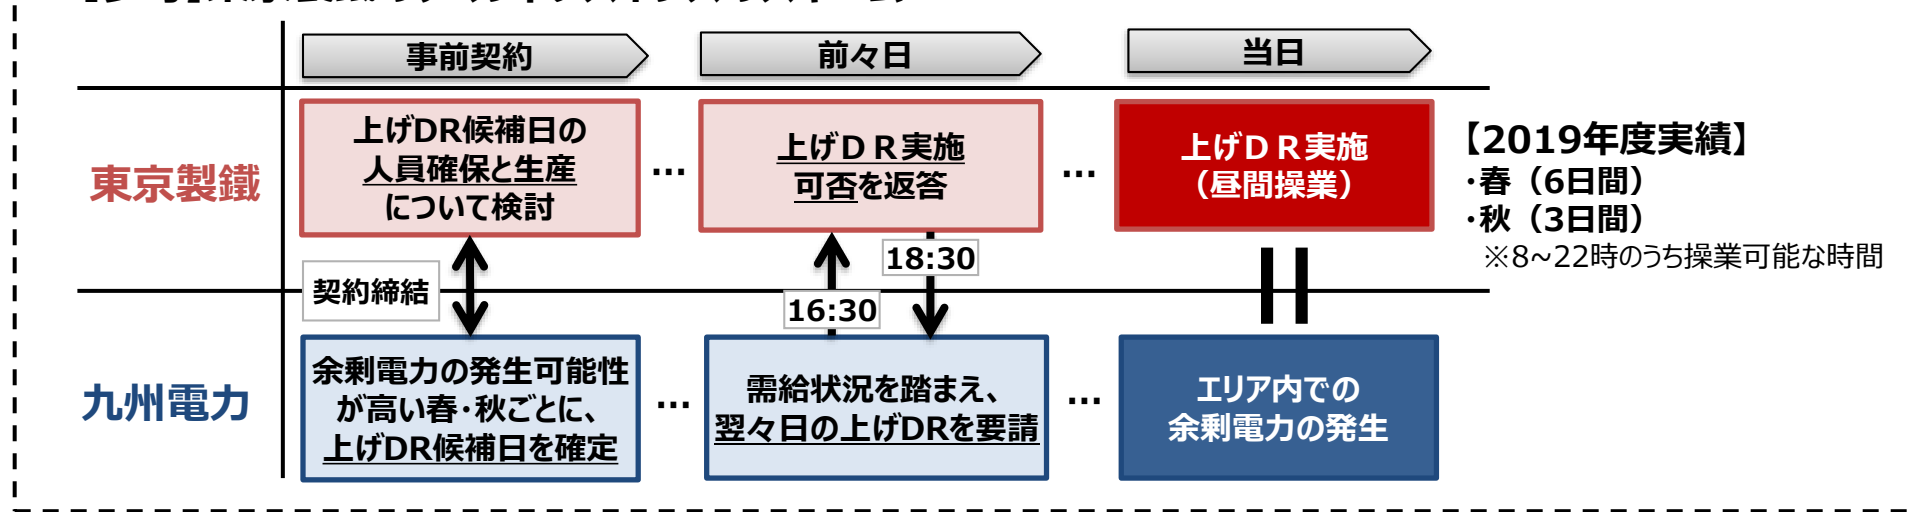 事前契約
前々日
当日
東京製鐵
上げDR候補日の
人員確保と生産
について検討
…
上げDR実施
可否を返答
…
上げDR実施
(昼間操業)
【2019年度実績】
・春(6日間)
・秋(3日間)
※8~22時のうち操業可能な時間
契約締結
16:30
18:30
九州電力
余剰電力の発生可能性
が高い春・秋ごとに、
上げDR候補日を確定
…
需給状況を踏まえ、
翌々日の上げDRを要請
…
エリア内での
余剰電力の発生